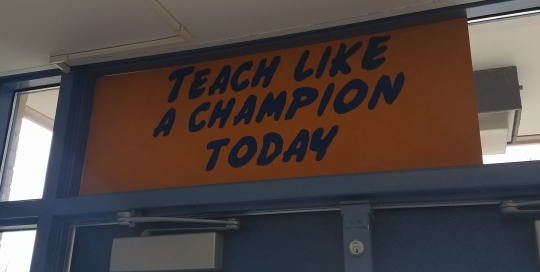 TEACH LIKE
A CHAMPION
TODAY